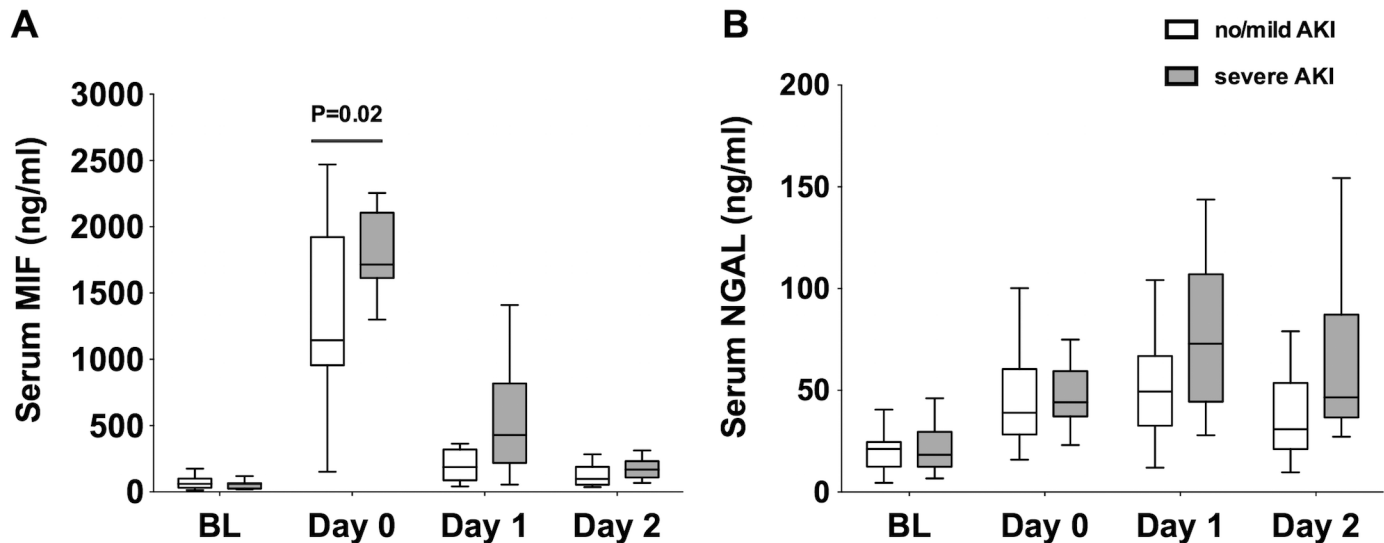 A
Serum MIF (ng/ml)
3000
2500
2000
1500
1000
500
0
P=0.02
BL Day 0 Day 1 Day 2
B
no/mild AKI
severe AKI
Serum NGAL (ng/ml)
200
150
100
50
0
BL Day 0 Day 1 Day 2